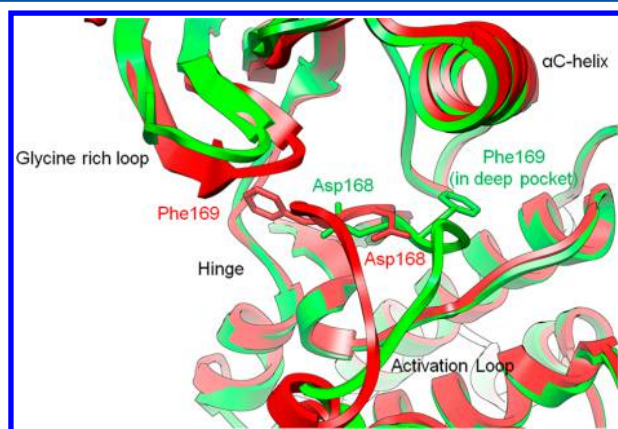 αC-helix
Glycine rich loop
Phe169
(in deep pocket)
Asp168
Phe169
Asp168
Hinge
Activation Loop